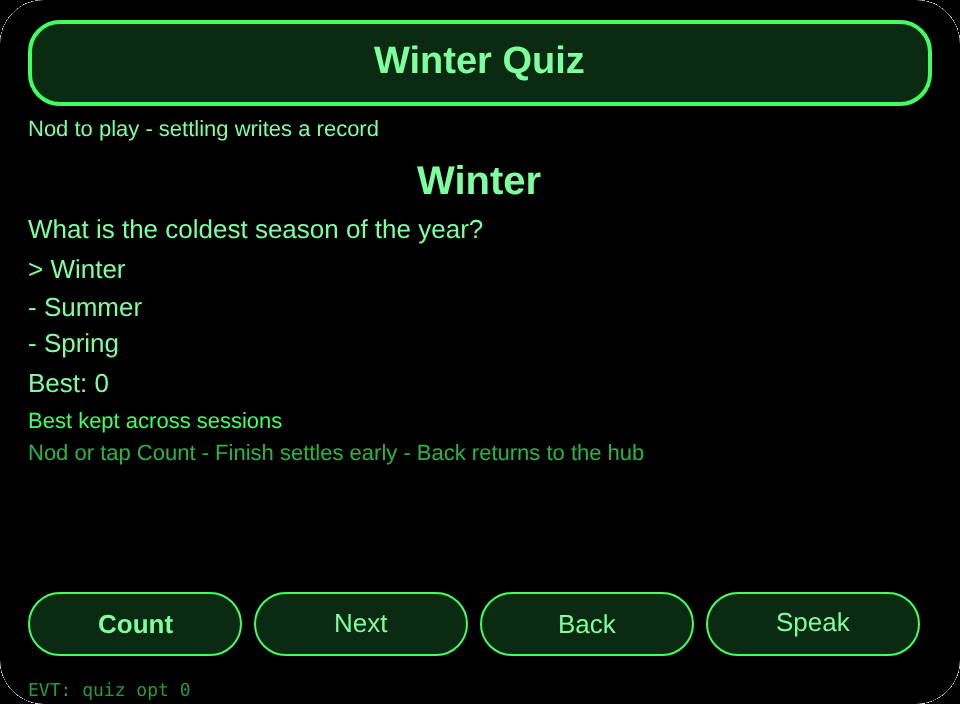 Winter Quiz
Nod to play - settling writes a record
Winter
What is the coldest season of the year?
> Winter
- Summer
- Spring
Best: 0
Best kept across sessions
Nod or tap Count - Finish settles early - Back returns to the hub
Count Next Back Speak
EVT: quiz opt 0